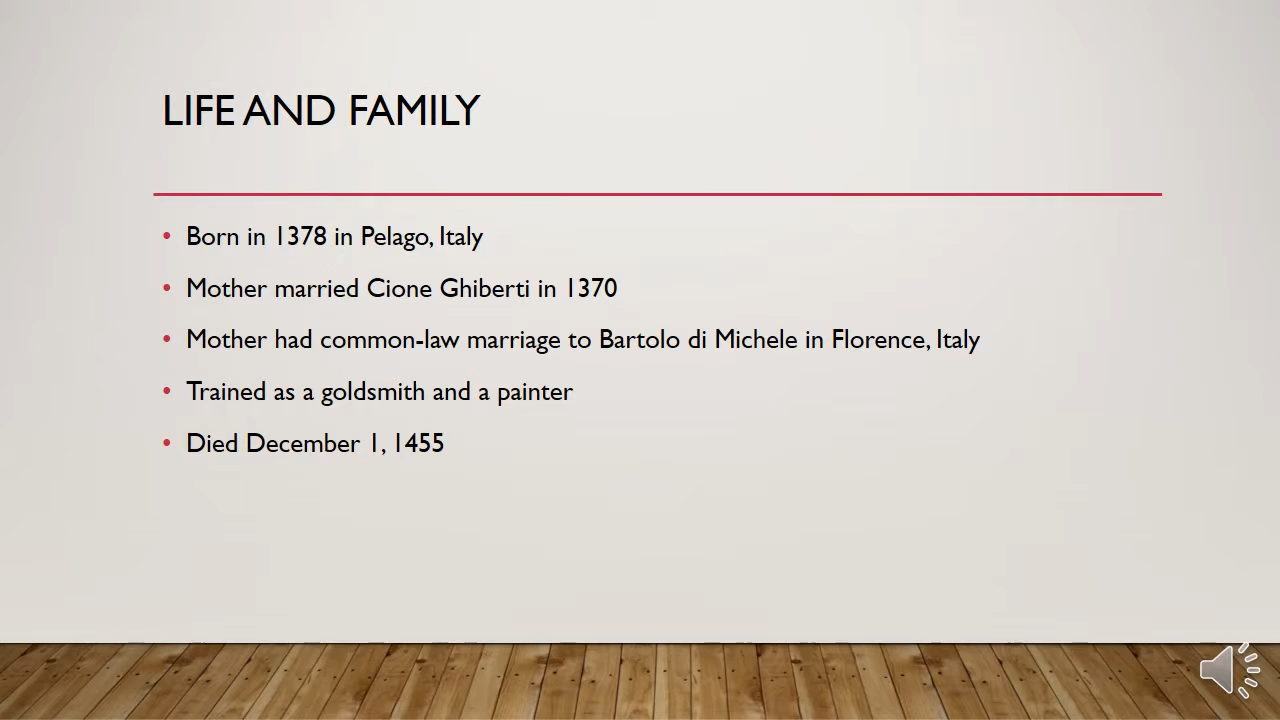 LIFE AND FAMILY
• Born in 1378 in Pelago, Italy
• Mother married Cione Ghiberti in 1370
• Mother had common-law marriage to Bartolo di Michele in Florence, Italy
• Trained as a goldsmith and a painter
• Died December 1, 1455